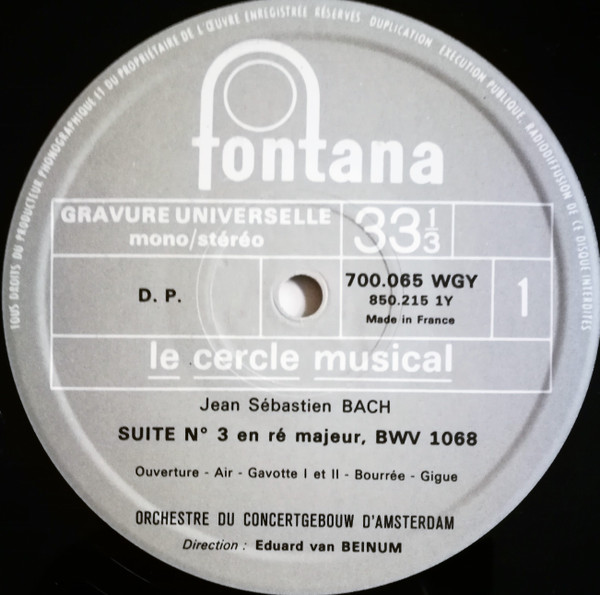 TOUS DROITS DU PRODUCTEUR PHONOGRAPHIQUE ET DU PROPRIÉTAIRE DE L'ŒUVRE ENREGISTRÉE RÉSERVÉS DUPLICATION EXÉCUTION PUBLIQUE, RADIODIFFUSION DE CE DISQUE INTERDITES
fontana
GRAVURE UNIVERSELLE
mono/stéréo
33 1/3
D. P.
700.065 WGY
850.215 1Y
Made in France
1
le cercle musical
Jean Sébastien BACH
SUITE N° 3 en ré majeur, BWV 1068
Ouverture - Air - Gavotte I et II - Bourrée - Gigue
ORCHESTRE DU CONCERTGEBOUW D'AMSTERDAM
Direction : Eduard van BEINUM